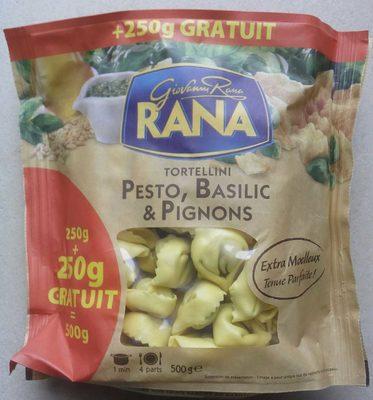 +250g GRATUIT
Giovanni Rana
RANA
TORTELLINI
PESTO, BASILIC
& PIGNONS
250g
+
250g
GRATUIT
=
500g
Extra Moelleux
Tenue Parfaite !
1 min
4 parts
500g e